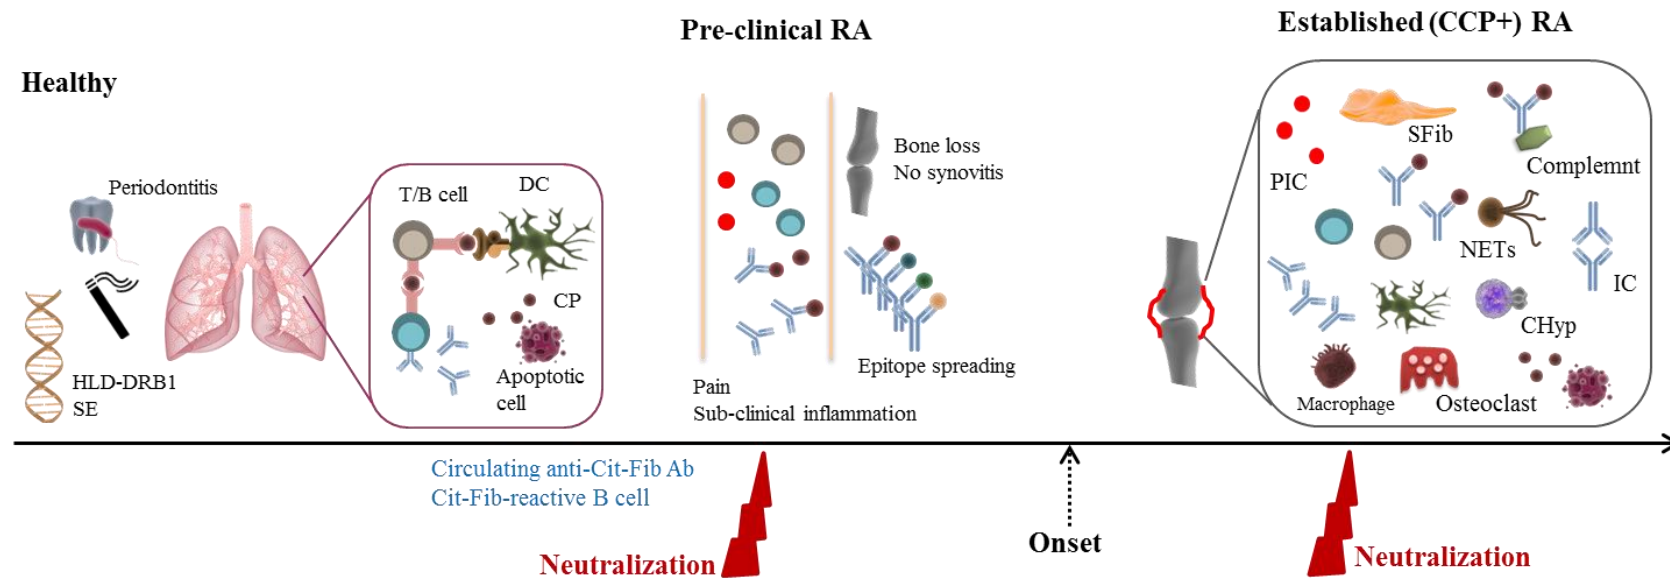 Healthy
Pre-clinical RA
Established (CCP+) RA
Periodontitis
HLD-DRB1
SE
T/B cell
DC
CP
Apoptotic
cell
Bone loss
No synovitis
Epitope spreading
Pain
Sub-clinical inflammation
SFib
PIC
Complemnt
NETs
IC
CHyp
Macrophage
Osteoclast
Circulating anti-Cit-Fib Ab
Cit-Fib-reactive B cell
Neutralization
Onset
Neutralization